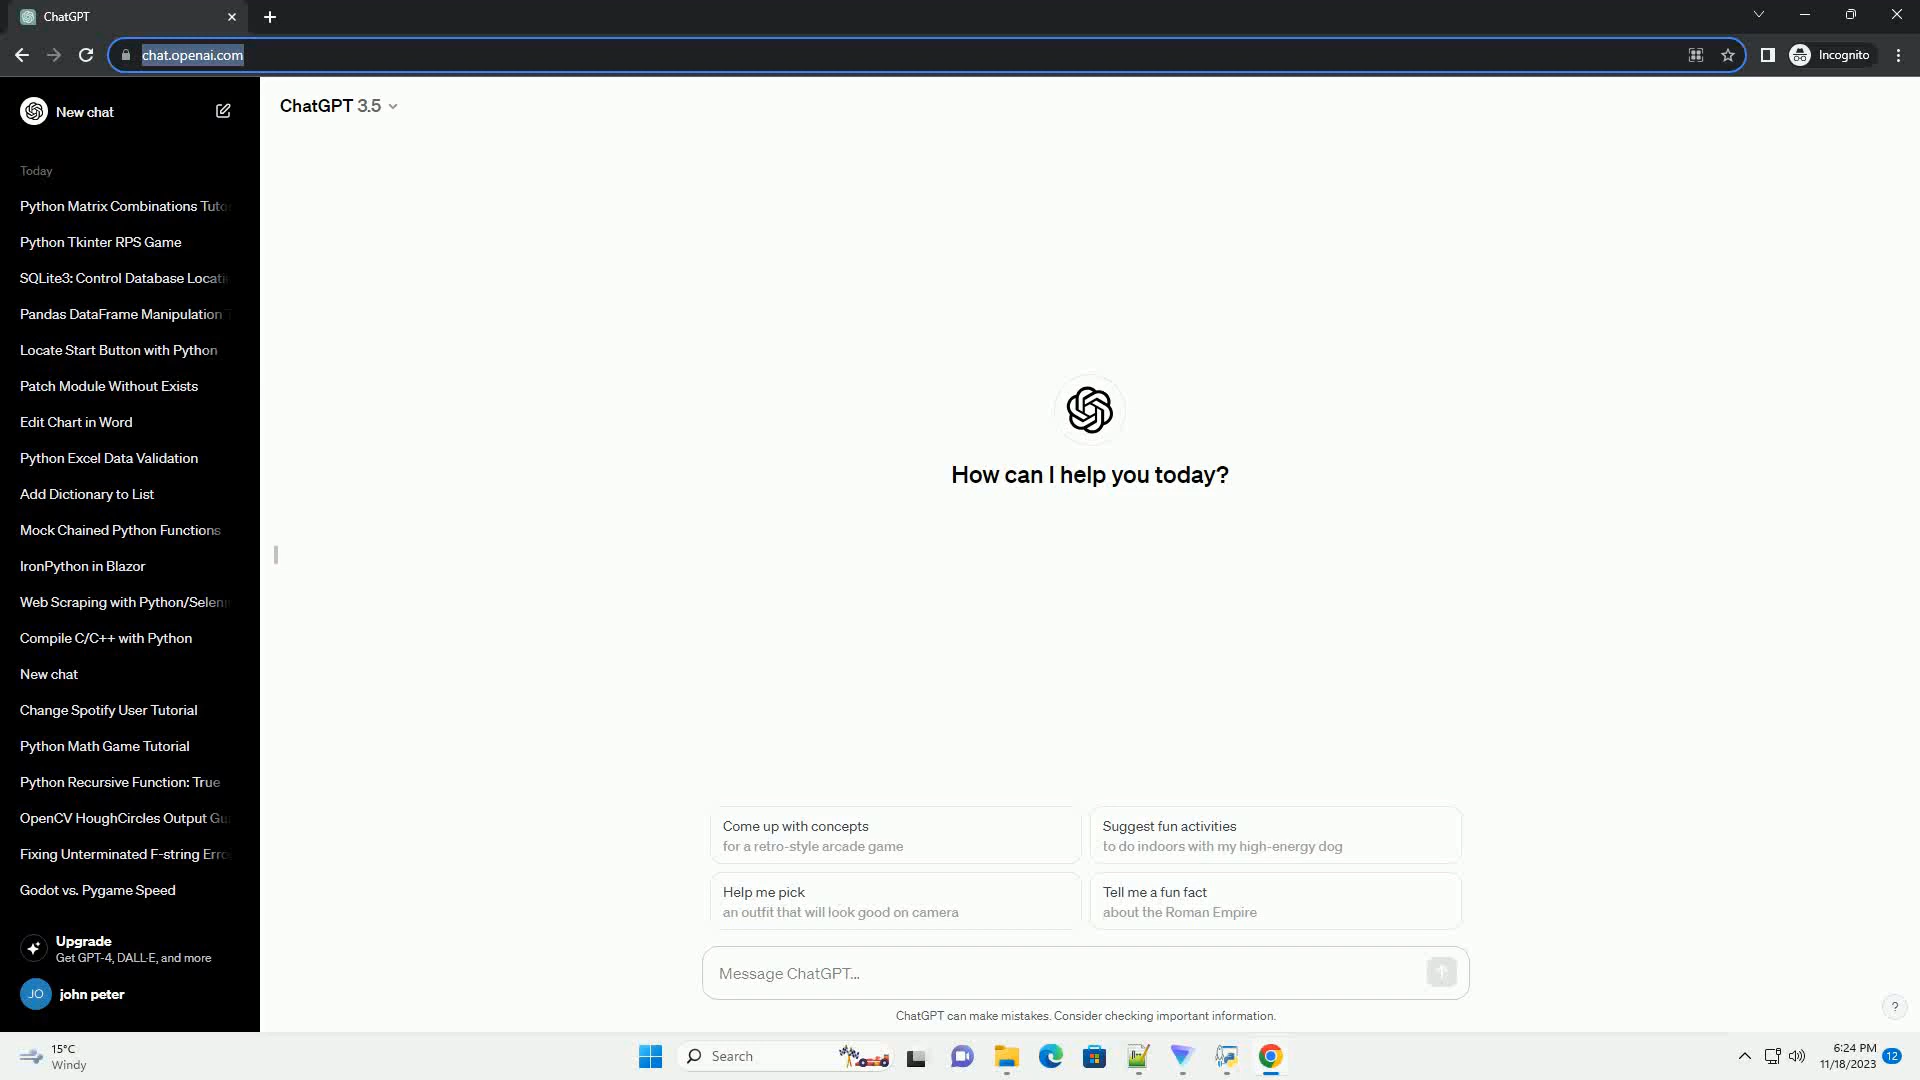 ChatGPT
chat.openai.com
Incognito
New chat
ChatGPT 3.5
Today
Python Matrix Combinations Tuto
Python Tkinter RPS Game
SQLite3: Control Database Locati
Pandas DataFrame Manipulation T
Locate Start Button with Python
Patch Module Without Exists
Edit Chart in Word
Python Excel Data Validation
Add Dictionary to List
Mock Chained Python Functions
IronPython in Blazor
Web Scraping with Python/Selen
Compile C/C++ with Python
New chat
Change Spotify User Tutorial
Python Math Game Tutorial
Python Recursive Function: True
OpenCV HoughCircles Output Gu
Fixing Unterminated F-string Erro
Godot vs. Pygame Speed
Upgrade
Get GPT-4, DALL·E, and more
JO john peter
How can I help you today?
Come up with concepts
for a retro-style arcade game
Suggest fun activities
to do indoors with my high-energy dog
Help me pick
an outfit that will look good on camera
Tell me a fun fact
about the Roman Empire
Message ChatGPT...
ChatGPT can make mistakes. Consider checking important information.
?
15°C
Windy
Search
6:24 PM
11/18/2023
12